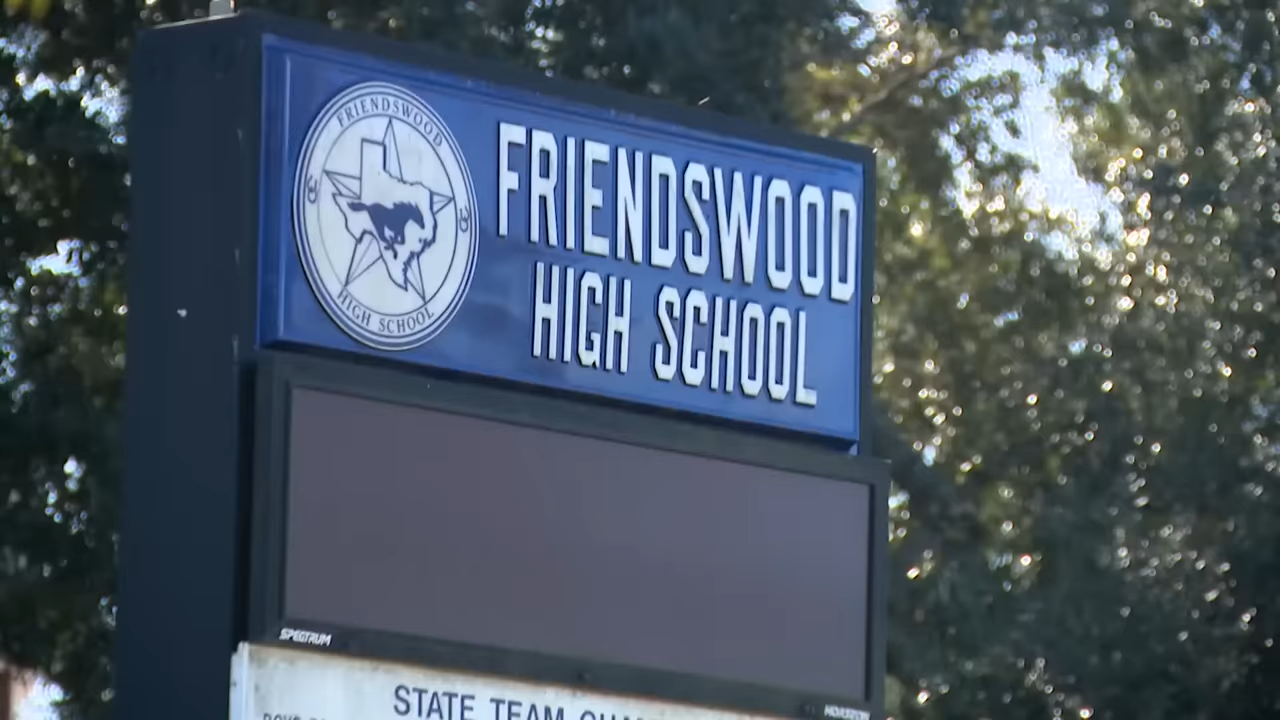 FRIENDSWOOD
HIGH SCHOOL
FRIENDSWOOD
HIGH SCHOOL
SPECTRUM
STATE TEAM